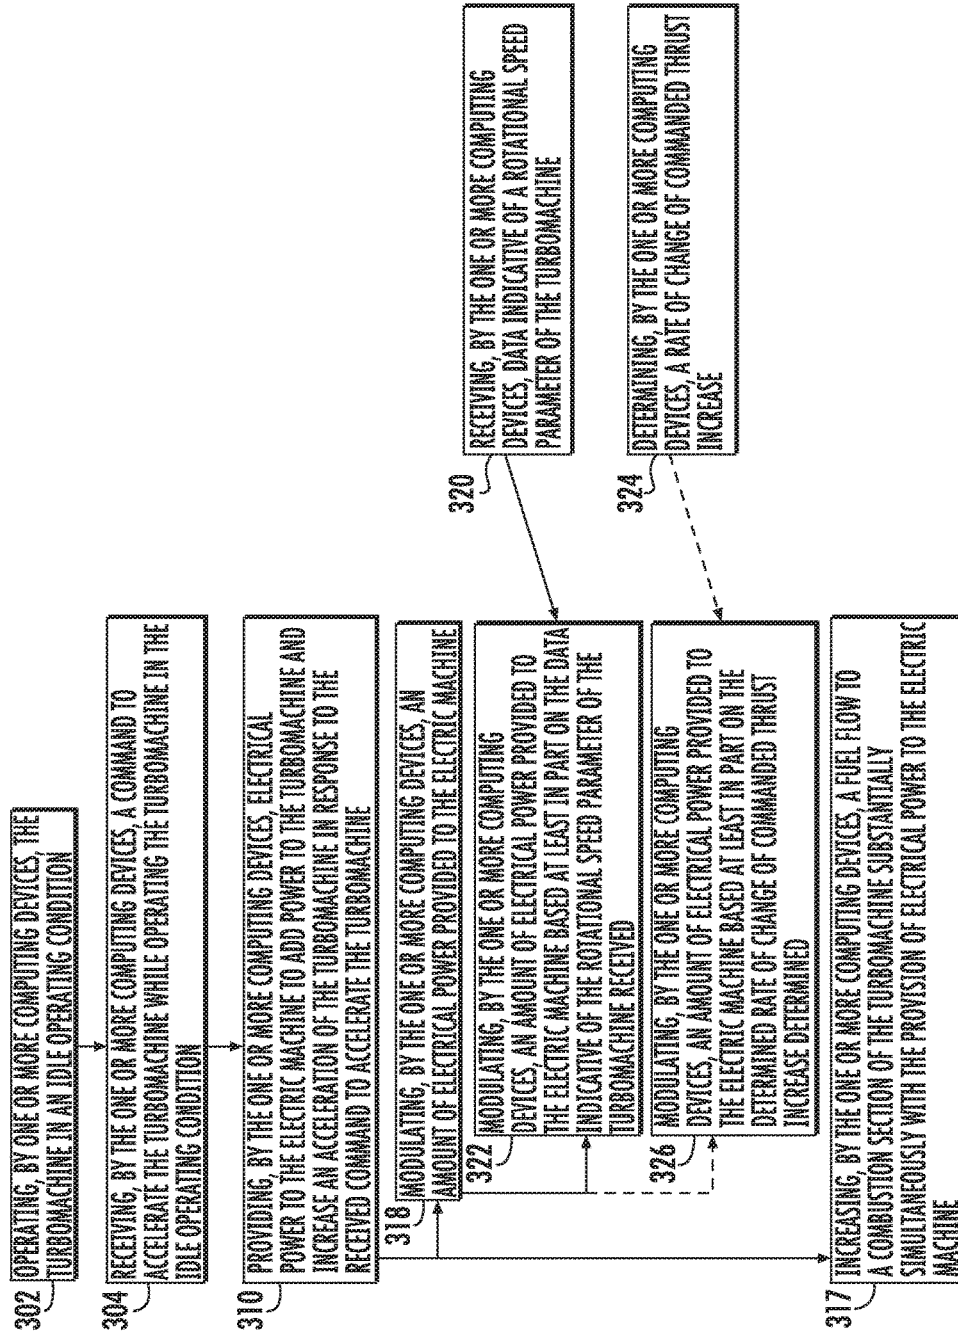 302
OPERATING, BY ONE OR MORE COMPUTING DEVICES, THE
TURBOMACHINE IN AN IDLE OPERATING CONDITION
304
RECEIVING, BY THE ONE OR MORE COMPUTING DEVICES, A COMMAND TO
ACCELERATE THE TURBOMACHINE WHILE OPERATING THE TURBOMACHINE IN THE
IDLE OPERATING CONDITION
310
PROVIDING, BY THE ONE OR MORE COMPUTING DEVICES, ELECTRICAL
POWER TO THE ELECTRIC MACHINE TO ADD POWER TO THE TURBOMACHINE AND
INCREASE AN ACCELERATION OF THE TURBOMACHINE IN RESPONSE TO THE
RECEIVED COMMAND TO ACCELERATE THE TURBOMACHINE
318
MODULATING, BY THE ONE OR MORE COMPUTING DEVICES, AN
AMOUNT OF ELECTRICAL POWER PROVIDED TO THE ELECTRIC MACHINE
320
RECEIVING, BY THE ONE OR MORE COMPUTING
DEVICES, DATA INDICATIVE OF A ROTATIONAL SPEED
PARAMETER OF THE TURBOMACHINE
322
MODULATING, BY THE ONE OR MORE COMPUTING
DEVICES, AN AMOUNT OF ELECTRICAL POWER PROVIDED TO
THE ELECTRIC MACHINE BASED AT LEAST IN PART ON THE DATA
INDICATIVE OF THE ROTATIONAL SPEED PARAMETER OF THE
TURBOMACHINE RECEIVED
324
DETERMINING, BY THE ONE OR MORE COMPUTING
DEVICES, A RATE OF CHANGE OF COMMANDED THRUST
INCREASE
326
MODULATING, BY THE ONE OR MORE COMPUTING
DEVICES, AN AMOUNT OF ELECTRICAL POWER PROVIDED TO
THE ELECTRIC MACHINE BASED AT LEAST IN PART ON THE
DETERMINED RATE OF CHANGE OF COMMANDED THRUST
INCREASE DETERMINED
317
INCREASING, BY THE ONE OR MORE COMPUTING DEVICES, A FUEL FLOW TO
A COMBUSTION SECTION OF THE TURBOMACHINE SUBSTANTIALLY
SIMULTANEOUSLY WITH THE PROVISION OF ELECTRICAL POWER TO THE ELECTRIC
MACHINE